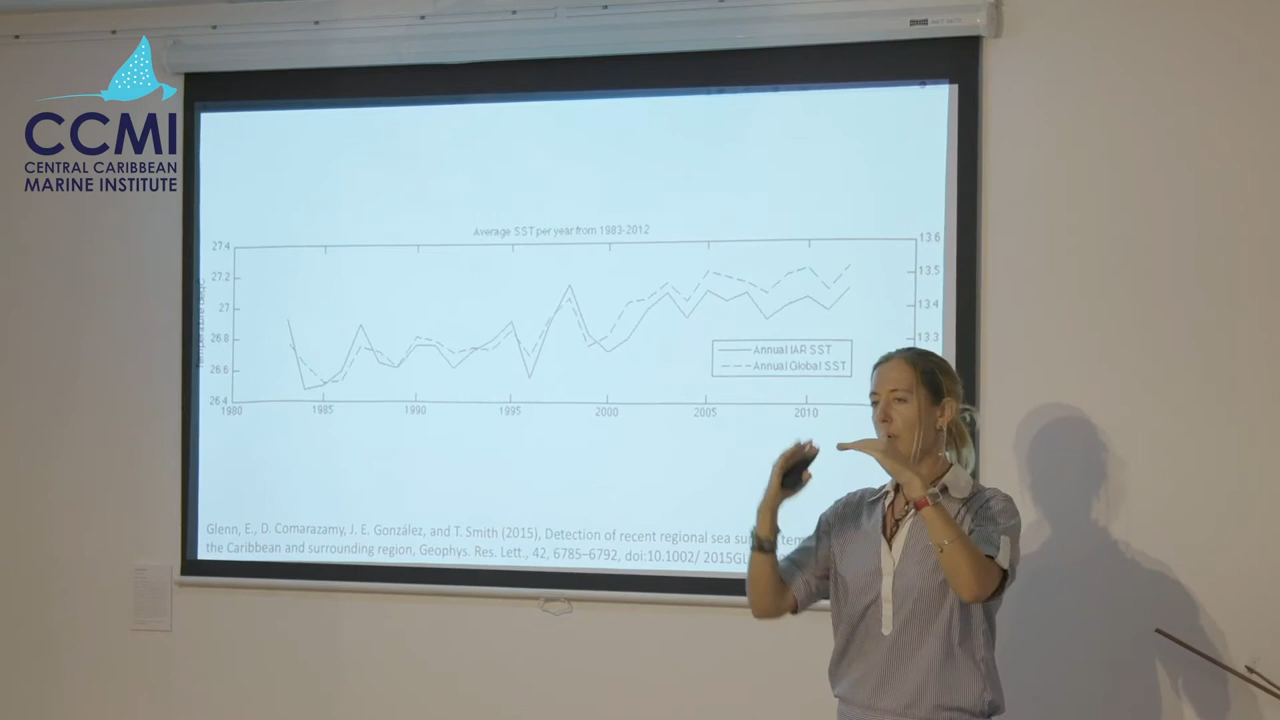 CCMI
CENTRAL CARIBBEAN
MARINE INSTITUTE
Average SST per year from 1983-2012
27.4
27.2
27
26.8
26.6
26.4
Temperature degC
13.6
13.5
13.4
13.3
Annual IAR SST
Annual Global SST
1980
1985
1990
1995
2000
2005
2010
Glenn, E., D. Comarazamy, J. E. González, and T. Smith (2015), Detection of recent regional sea
the Caribbean and surrounding region, Geophys. Res. Lett., 42, 6785–6792, doi:10.1002/ 2015GL